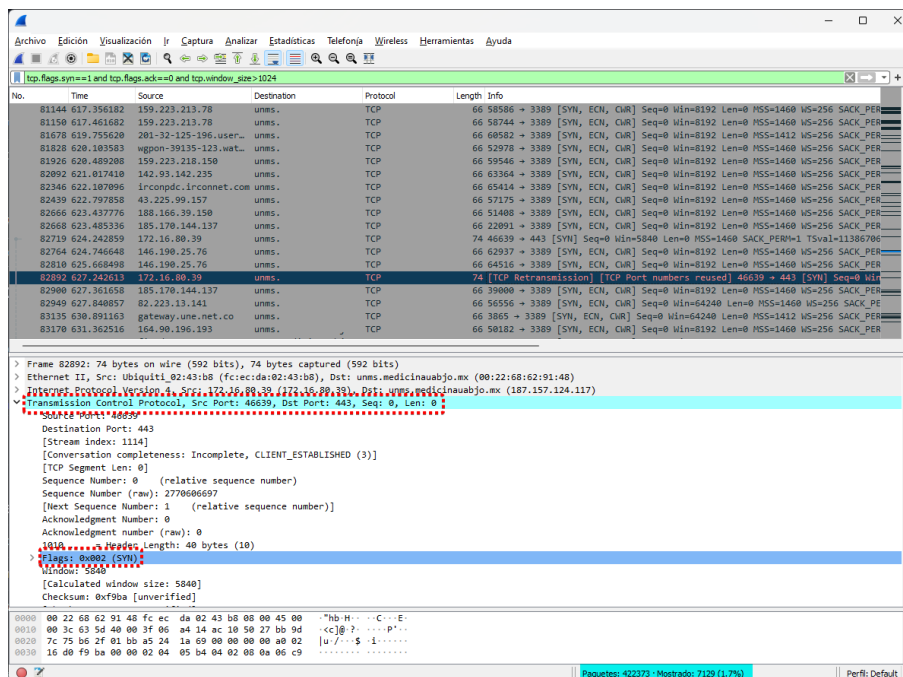 Archivo Edición Visualización Ir Captura Analizar Estadísticas Telefonía Wireless Herramientas Ayuda
tcp.flags.syn==1 and tcp.flags.ack==0 and tcp.window_size>1024
No. Time Source Destination Protocol Length Info
81144 617.356182 159.223.213.78 unms. TCP 66 58586 → 3389 [SYN, ECN, CWR] Seq=0 Win=8192 Len=0 MSS=1460 WS=256 SACK_PER
81150 617.461682 159.223.213.78 unms. TCP 66 58744 → 3389 [SYN, ECN, CWR] Seq=0 Win=8192 Len=0 MSS=1460 WS=256 SACK_PER
81678 619.755620 201-32-125-196.user… unms. TCP 66 60582 → 3389 [SYN, ECN, CWR] Seq=0 Win=8192 Len=0 MSS=1412 WS=256 SACK_PER
81828 620.103583 wgpon-39135-123.wat… unms. TCP 66 52978 → 3389 [SYN, ECN, CWR] Seq=0 Win=8192 Len=0 MSS=1460 WS=256 SACK_PER
81926 620.489208 159.223.218.150 unms. TCP 66 59546 → 3389 [SYN, ECN, CWR] Seq=0 Win=8192 Len=0 MSS=1460 WS=256 SACK_PER
82092 621.017410 142.93.142.235 unms. TCP 66 63364 → 3389 [SYN, ECN, CWR] Seq=0 Win=8192 Len=0 MSS=1460 WS=256 SACK_PER
82346 622.107096 irconpdc.irconnet.com unms. TCP 66 65414 → 3389 [SYN, ECN, CWR] Seq=0 Win=8192 Len=0 MSS=1460 WS=256 SACK_PER
82439 622.797858 43.225.99.157 unms. TCP 66 57175 → 3389 [SYN, ECN, CWR] Seq=0 Win=8192 Len=0 MSS=1460 WS=256 SACK_PER
82666 623.437776 188.166.39.150 unms. TCP 66 51408 → 3389 [SYN, ECN, CWR] Seq=0 Win=8192 Len=0 MSS=1460 WS=256 SACK_PER
82668 623.485336 185.170.144.137 unms. TCP 66 22091 → 3389 [SYN, ECN, CWR] Seq=0 Win=8192 Len=0 MSS=1460 WS=256 SACK_PER
82719 624.242859 172.16.80.39 unms. TCP 74 46639 → 443 [SYN] Seq=0 Win=5840 Len=0 MSS=1460 SACK_PERM=1 TSval=11386706
82764 624.746648 146.190.25.76 unms. TCP 66 62937 → 3389 [SYN, ECN, CWR] Seq=0 Win=8192 Len=0 MSS=1460 WS=256 SACK_PER
82810 625.668498 146.190.25.76 unms. TCP 66 64516 → 3389 [SYN, ECN, CWR] Seq=0 Win=8192 Len=0 MSS=1460 WS=256 SACK_PER
82892 627.242613 172.16.80.39 unms. TCP 74 [TCP Retransmission] [TCP Port numbers reused] 46639 → 443 [SYN] Seq=0 Win
82900 627.361658 185.170.144.137 unms. TCP 66 39000 → 3389 [SYN, ECN, CWR] Seq=0 Win=8192 Len=0 MSS=1460 WS=256 SACK_PER
82949 627.840857 82.223.13.141 unms. TCP 66 56556 → 3389 [SYN, ECN, CWR] Seq=0 Win=64240 Len=0 MSS=1460 WS=256 SACK_PE
83135 630.891163 gateway.une.net.co unms. TCP 66 3865 → 3389 [SYN, ECN, CWR] Seq=0 Win=64240 Len=0 MSS=1412 WS=256 SACK_PER
83170 631.362516 164.90.196.193 unms. TCP 66 50182 → 3389 [SYN, ECN, CWR] Seq=0 Win=8192 Len=0 MSS=1460 WS=256 SACK_PER
Frame 82892: 74 bytes on wire (592 bits), 74 bytes captured (592 bits)
Ethernet II, Src: Ubiquiti_02:43:b8 (fc:ec:da:02:43:b8), Dst: unms.medicinauabjo.mx (00:22:68:62:91:48)
Internet Protocol Version 4, Src: 172.16.80.39 (172.16.80.39), Dst: unms.medicinauabjo.mx (187.157.124.117)
Transmission Control Protocol, Src Port: 46639, Dst Port: 443, Seq: 0, Len: 0
Source Port: 46639
Destination Port: 443
[Stream index: 1114]
[Conversation completeness: Incomplete, CLIENT_ESTABLISHED (3)]
[TCP Segment Len: 0]
Sequence Number: 0 (relative sequence number)
Sequence Number (raw): 2770606697
[Next Sequence Number: 1 (relative sequence number)]
Acknowledgment Number: 0
Acknowledgment number (raw): 0
1010 .... = Header Length: 40 bytes (10)
Flags: 0x002 (SYN)
Window: 5840
[Calculated window size: 5840]
Checksum: 0xf9ba [unverified]
0000 00 22 68 62 91 48 fc ec da 02 43 b8 08 00 45 00 ·"hb·H·· ··C···E·
0010 00 3c 63 5d 40 00 3f 06 a4 14 ac 10 50 27 bb 9d ·<c]@·?· ····P'··
0020 7c 75 b6 2f 01 bb a5 24 1a 69 00 00 00 00 a0 02 |u·/···$ ·i······
0030 16 d0 f9 ba 00 00 02 04 05 b4 04 02 08 0a 06 c9 ········ ········
Paquetes: 422373 · Mostrado: 7129 (1.7%) Perfil: Default